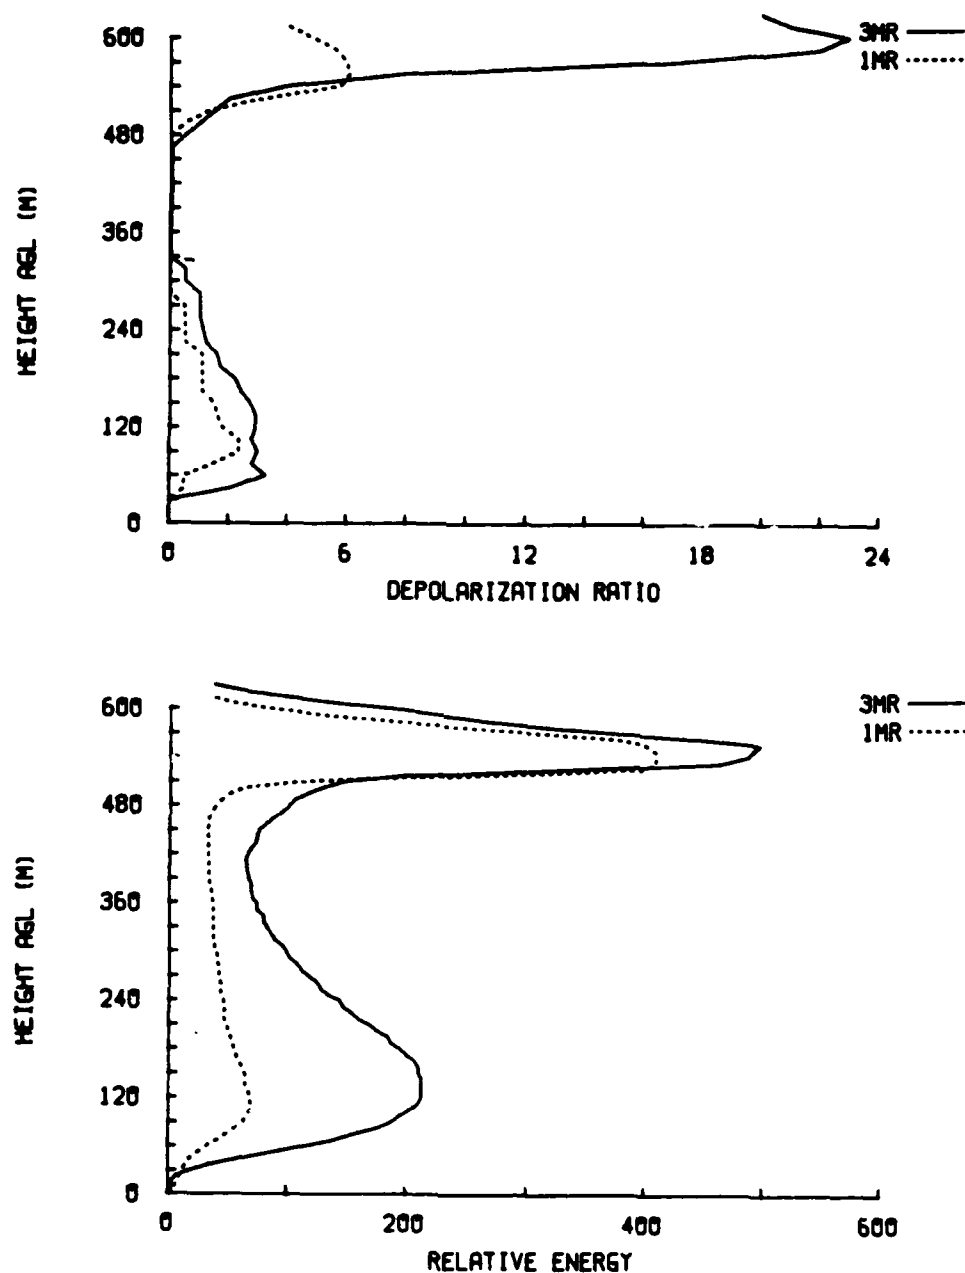 3MR
1MR
600
480
360
240
120
0
HEIGHT AGL (M)
0 6 12 18 24
DEPOLARIZATION RATIO
3MR
1MR
600
480
360
240
120
0
HEIGHT AGL (M)
0 200 400 600
RELATIVE ENERGY